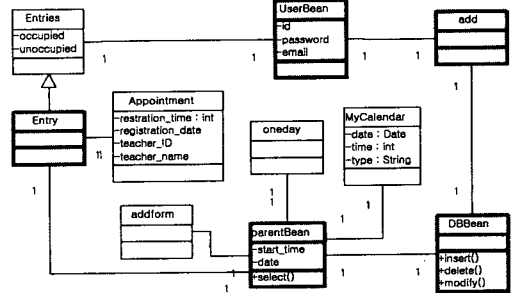 Entries
-occupied
-unoccupied
UserBean
-id
-password
-email
add
1
1
1
1
1
Appointment
-restration_time : int
-registration_date
-teacher_ID
-teacher_name
Entry
11
oneday
MyCalendar
-date : Date
-time : int
-type : String
1
1
1
1
1
1
addform
parentBean
-start_time
-date
+select()
DBBean
+insert()
+delete()
+modify()
1
1
1
1